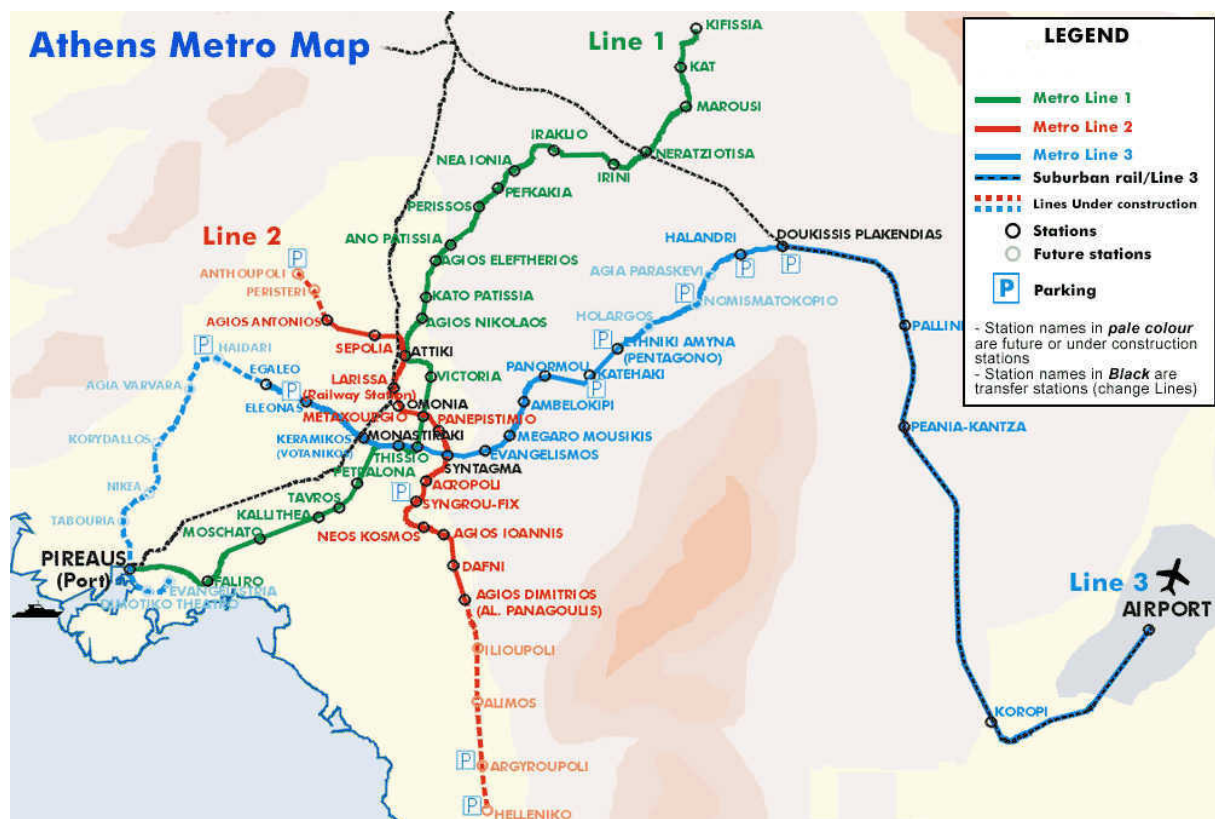 Athens Metro Map
Line 1
KIFISSIA
KAT
MAROUSI
NERATZIOTISA
IRINI
IRAKLIO
NEA IONIA
PEFKAKIA
PERISSOS
ANO PATISSIA
AGIOS ELEFTHERIOS
KATO PATISSIA
AGIOS NIKOLAOS
ATTIKI
VICTORIA
OMONIA
MONASTIRAKI
THISSIO
PETRALONA
TAVROS
KALLITHEA
MOSCHATO
FALIRO
PIREAUS
(Port)
Line 2
ANTHOUPOLI
PERISTERI
AGIOS ANTONIOS
SEPOLIA
LARISSA
(Railway Station)
METAXOURGIO
PANEPISTIMIO
SYNTAGMA
ACROPOLI
SYNGROU-FIX
NEOS KOSMOS
AGIOS IOANNIS
DAFNI
AGIOS DIMITRIOS
(AL. PANAGOULIS)
ILIOUPOLI
ALIMOS
ARGYROUPOLI
HELLENIKO
HAIDARI
AGIA VARVARA
KORYDALLOS
NIKEA
TABOURIA
EVANGELISTRIA
DIMOTIKO THEATRO
EGALEO
ELEONAS
KERAMIKOS
(VOTANIKOS)
EVANGELISMOS
MEGARO MOUSIKIS
AMBELOKIPI
PANORMOU
KATEHAKI
ETHNIKI AMYNA
(PENTAGONO)
HOLARGOS
NOMISMATOKOPIO
AGIA PARASKEVI
HALANDRI
DOUKISSIS PLAKENDIAS
PALLINI
PEANIA-KANTZA
KOROPI
Line 3
AIRPORT
P
P
P
P
P
P
P
P
P
P
P
P
LEGEND
Metro Line 1
Metro Line 2
Metro Line 3
Suburban rail/Line 3
Lines Under construction
Stations
Future stations
P Parking
- Station names in pale colour
are future or under construction
stations
- Station names in Black are
transfer stations (change Lines)